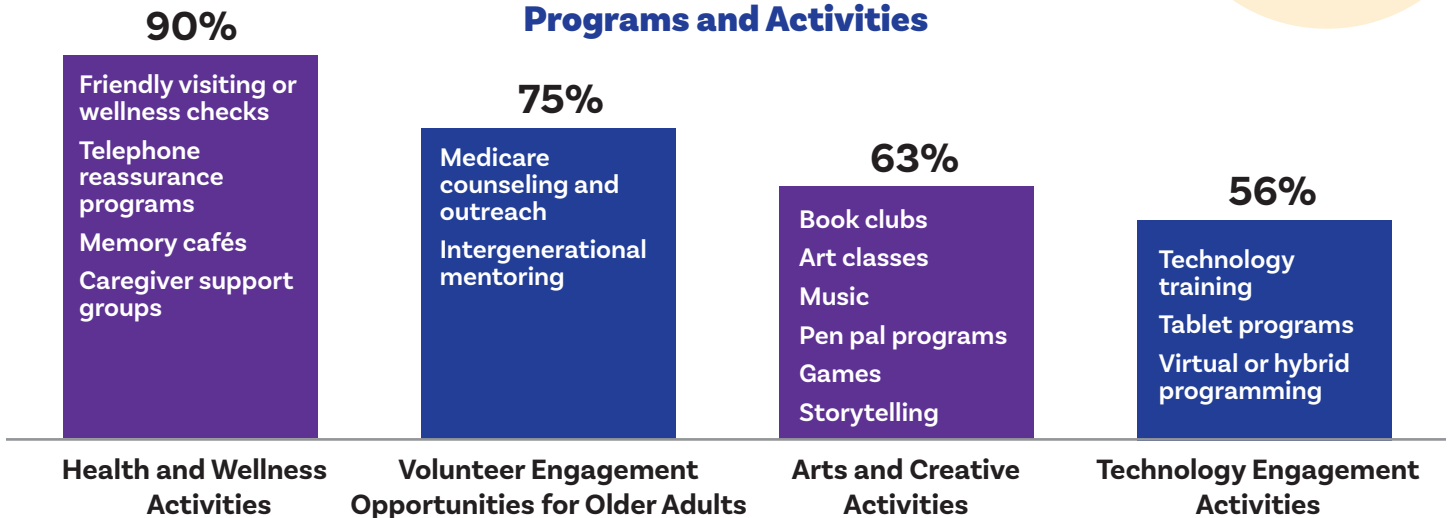 Programs and Activities
90%
Friendly visiting or
wellness checks
Telephone
reassurance
programs
Memory cafés
Caregiver support
groups
Health and Wellness
Activities
75%
Medicare
counseling and
outreach
Intergenerational
mentoring
Volunteer Engagement
Opportunities for Older Adults
63%
Book clubs
Art classes
Music
Pen pal programs
Games
Storytelling
Arts and Creative
Activities
56%
Technology
training
Tablet programs
Virtual or hybrid
programming
Technology Engagement
Activities